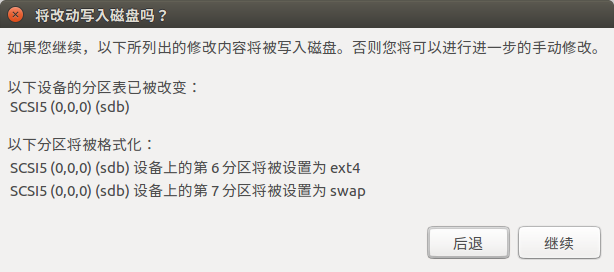 将改动写入磁盘吗？
如果您继续，以下所列出的修改内容将被写入磁盘。否则您将可以进行进一步的手动修改。
以下设备的分区表已被改变：
SCSI5 (0,0,0) (sdb)
以下分区将被格式化：
SCSI5 (0,0,0) (sdb) 设备上的第 6 分区将被设置为 ext4
SCSI5 (0,0,0) (sdb) 设备上的第 7 分区将被设置为 swap
后退
继续